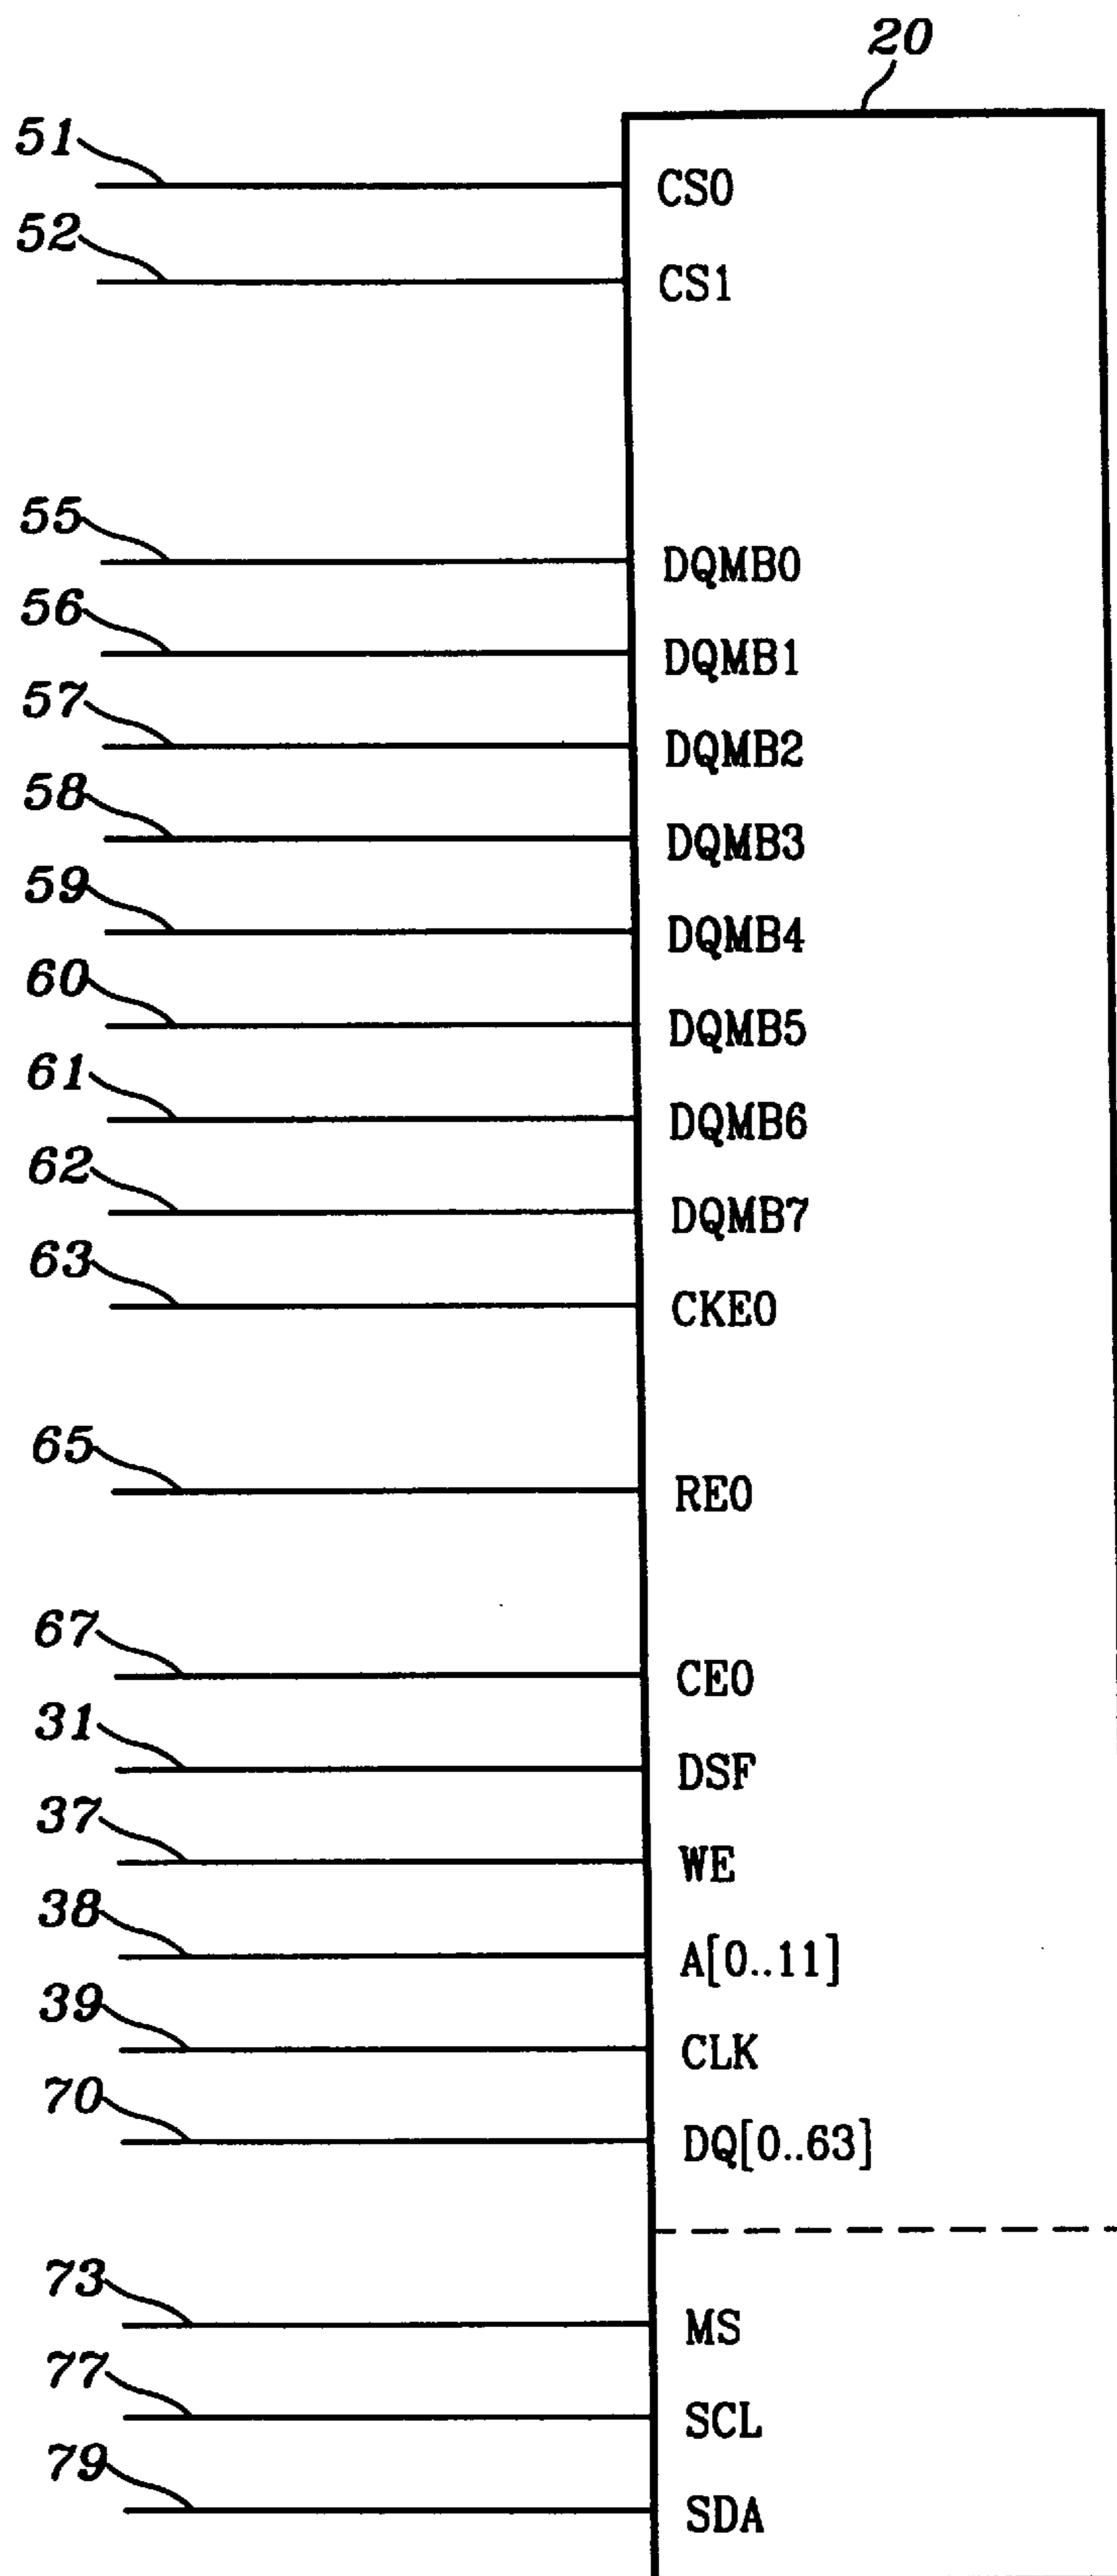 20
51 CS0
52 CS1
55 DQMB0
56 DQMB1
57 DQMB2
58 DQMB3
59 DQMB4
60 DQMB5
61 DQMB6
62 DQMB7
63 CKE0
65 RE0
67 CE0
31 DSF
37 WE
38 A[0..11]
39 CLK
70 DQ[0..63]
73 MS
77 SCL
79 SDA